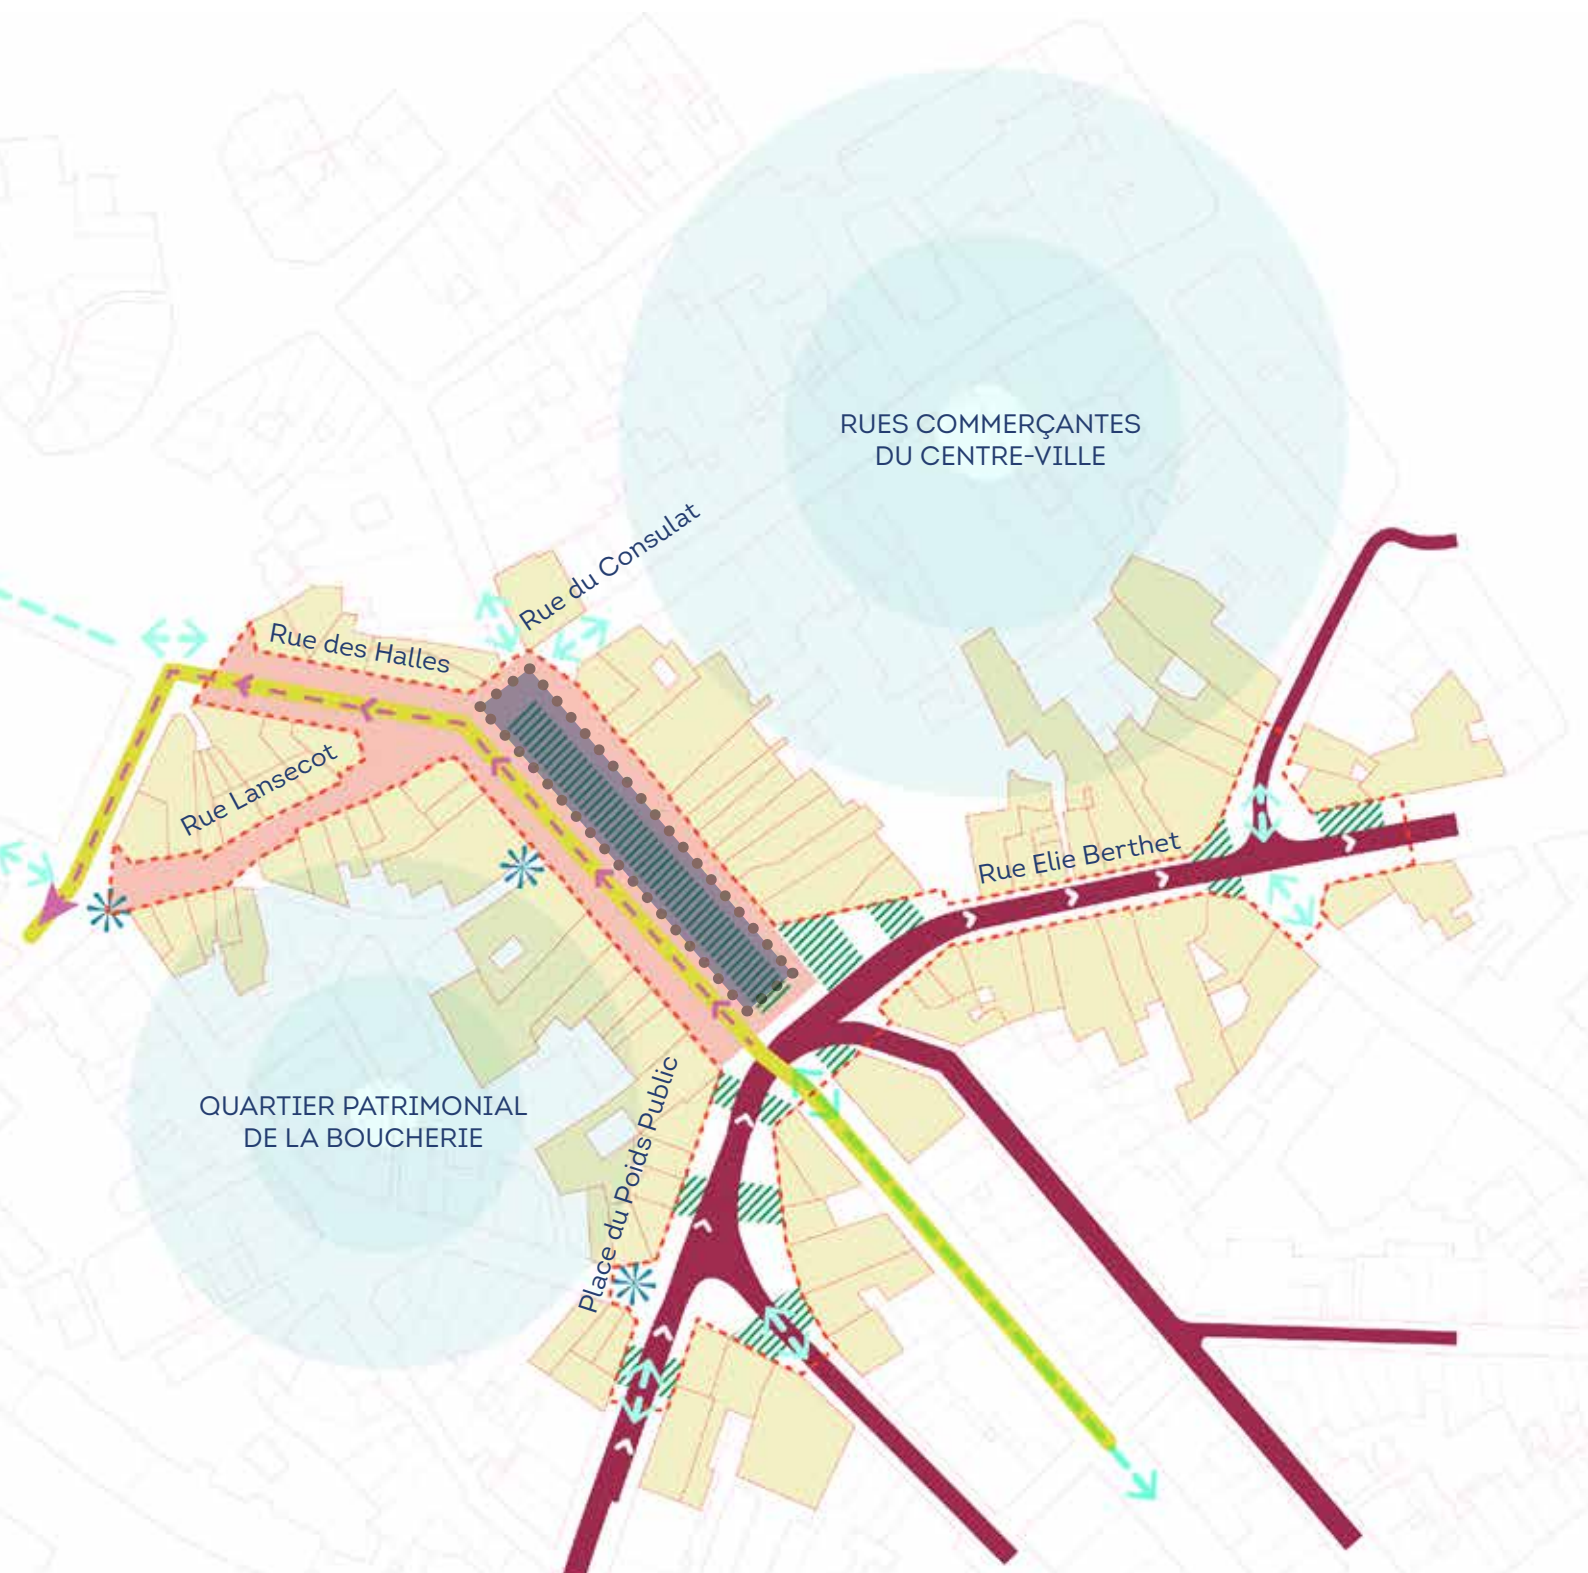 RUES COMMERÇANTES
DU CENTRE-VILLE
Rue du Consulat
Rue des Halles
Rue Lansecot
Rue Elie Berthet
QUARTIER PATRIMONIAL
DE LA BOUCHERIE
Place du Poids Public